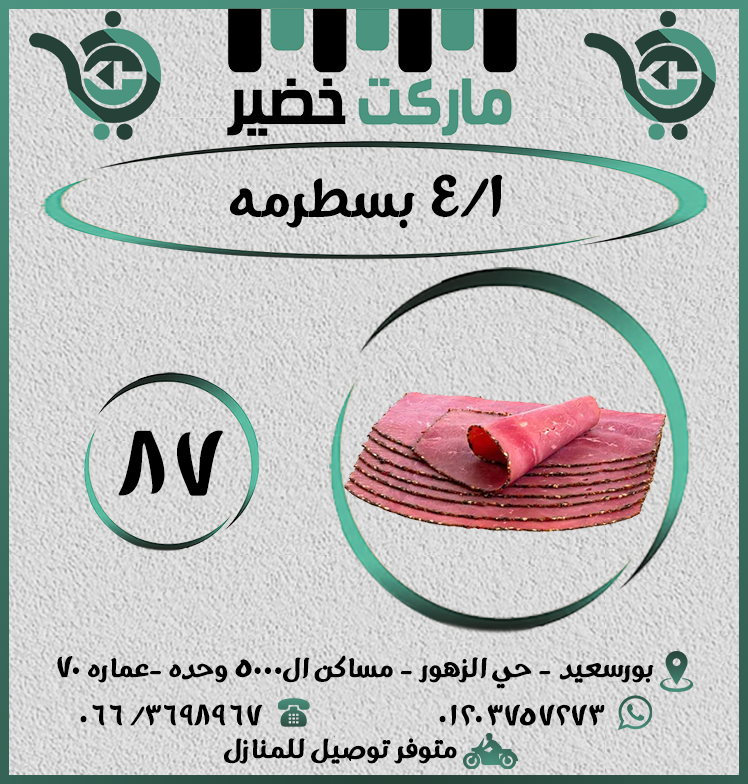 ماركت خضير
٤/١ بسطرمه
٨٧
بورسعيد - حي الزهور - مساكن ال٥٠٠٠ وحده -عماره ٧٠
٠١٢٠٣٧٥٧٢٧٣
٠٦٦ /٣٦٩٨٩٦٧
متوفر توصيل للمنازل